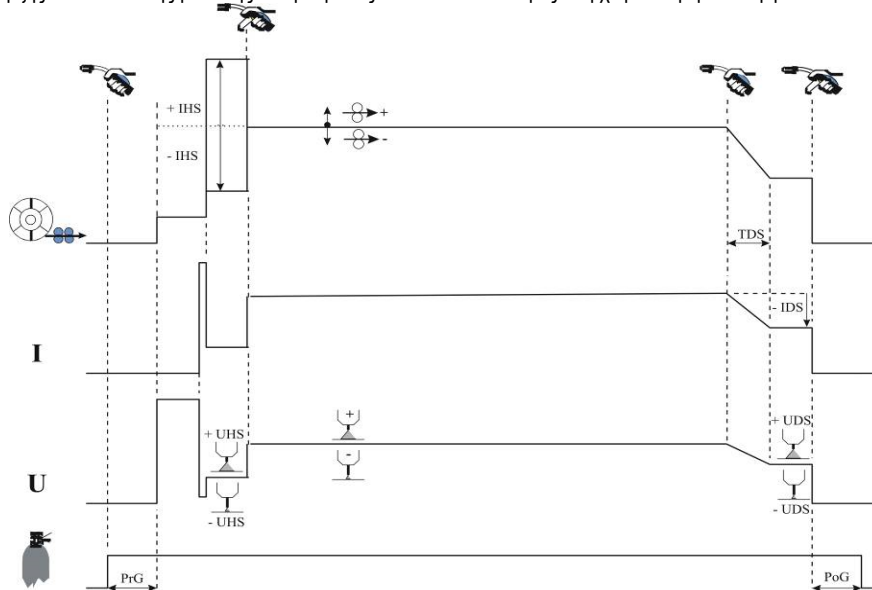 + IHS
- IHS
+
-
TDS
- IDS
I
+ UHS
+
-
- UHS
+ UDS
- UDS
U
PrG
PoG